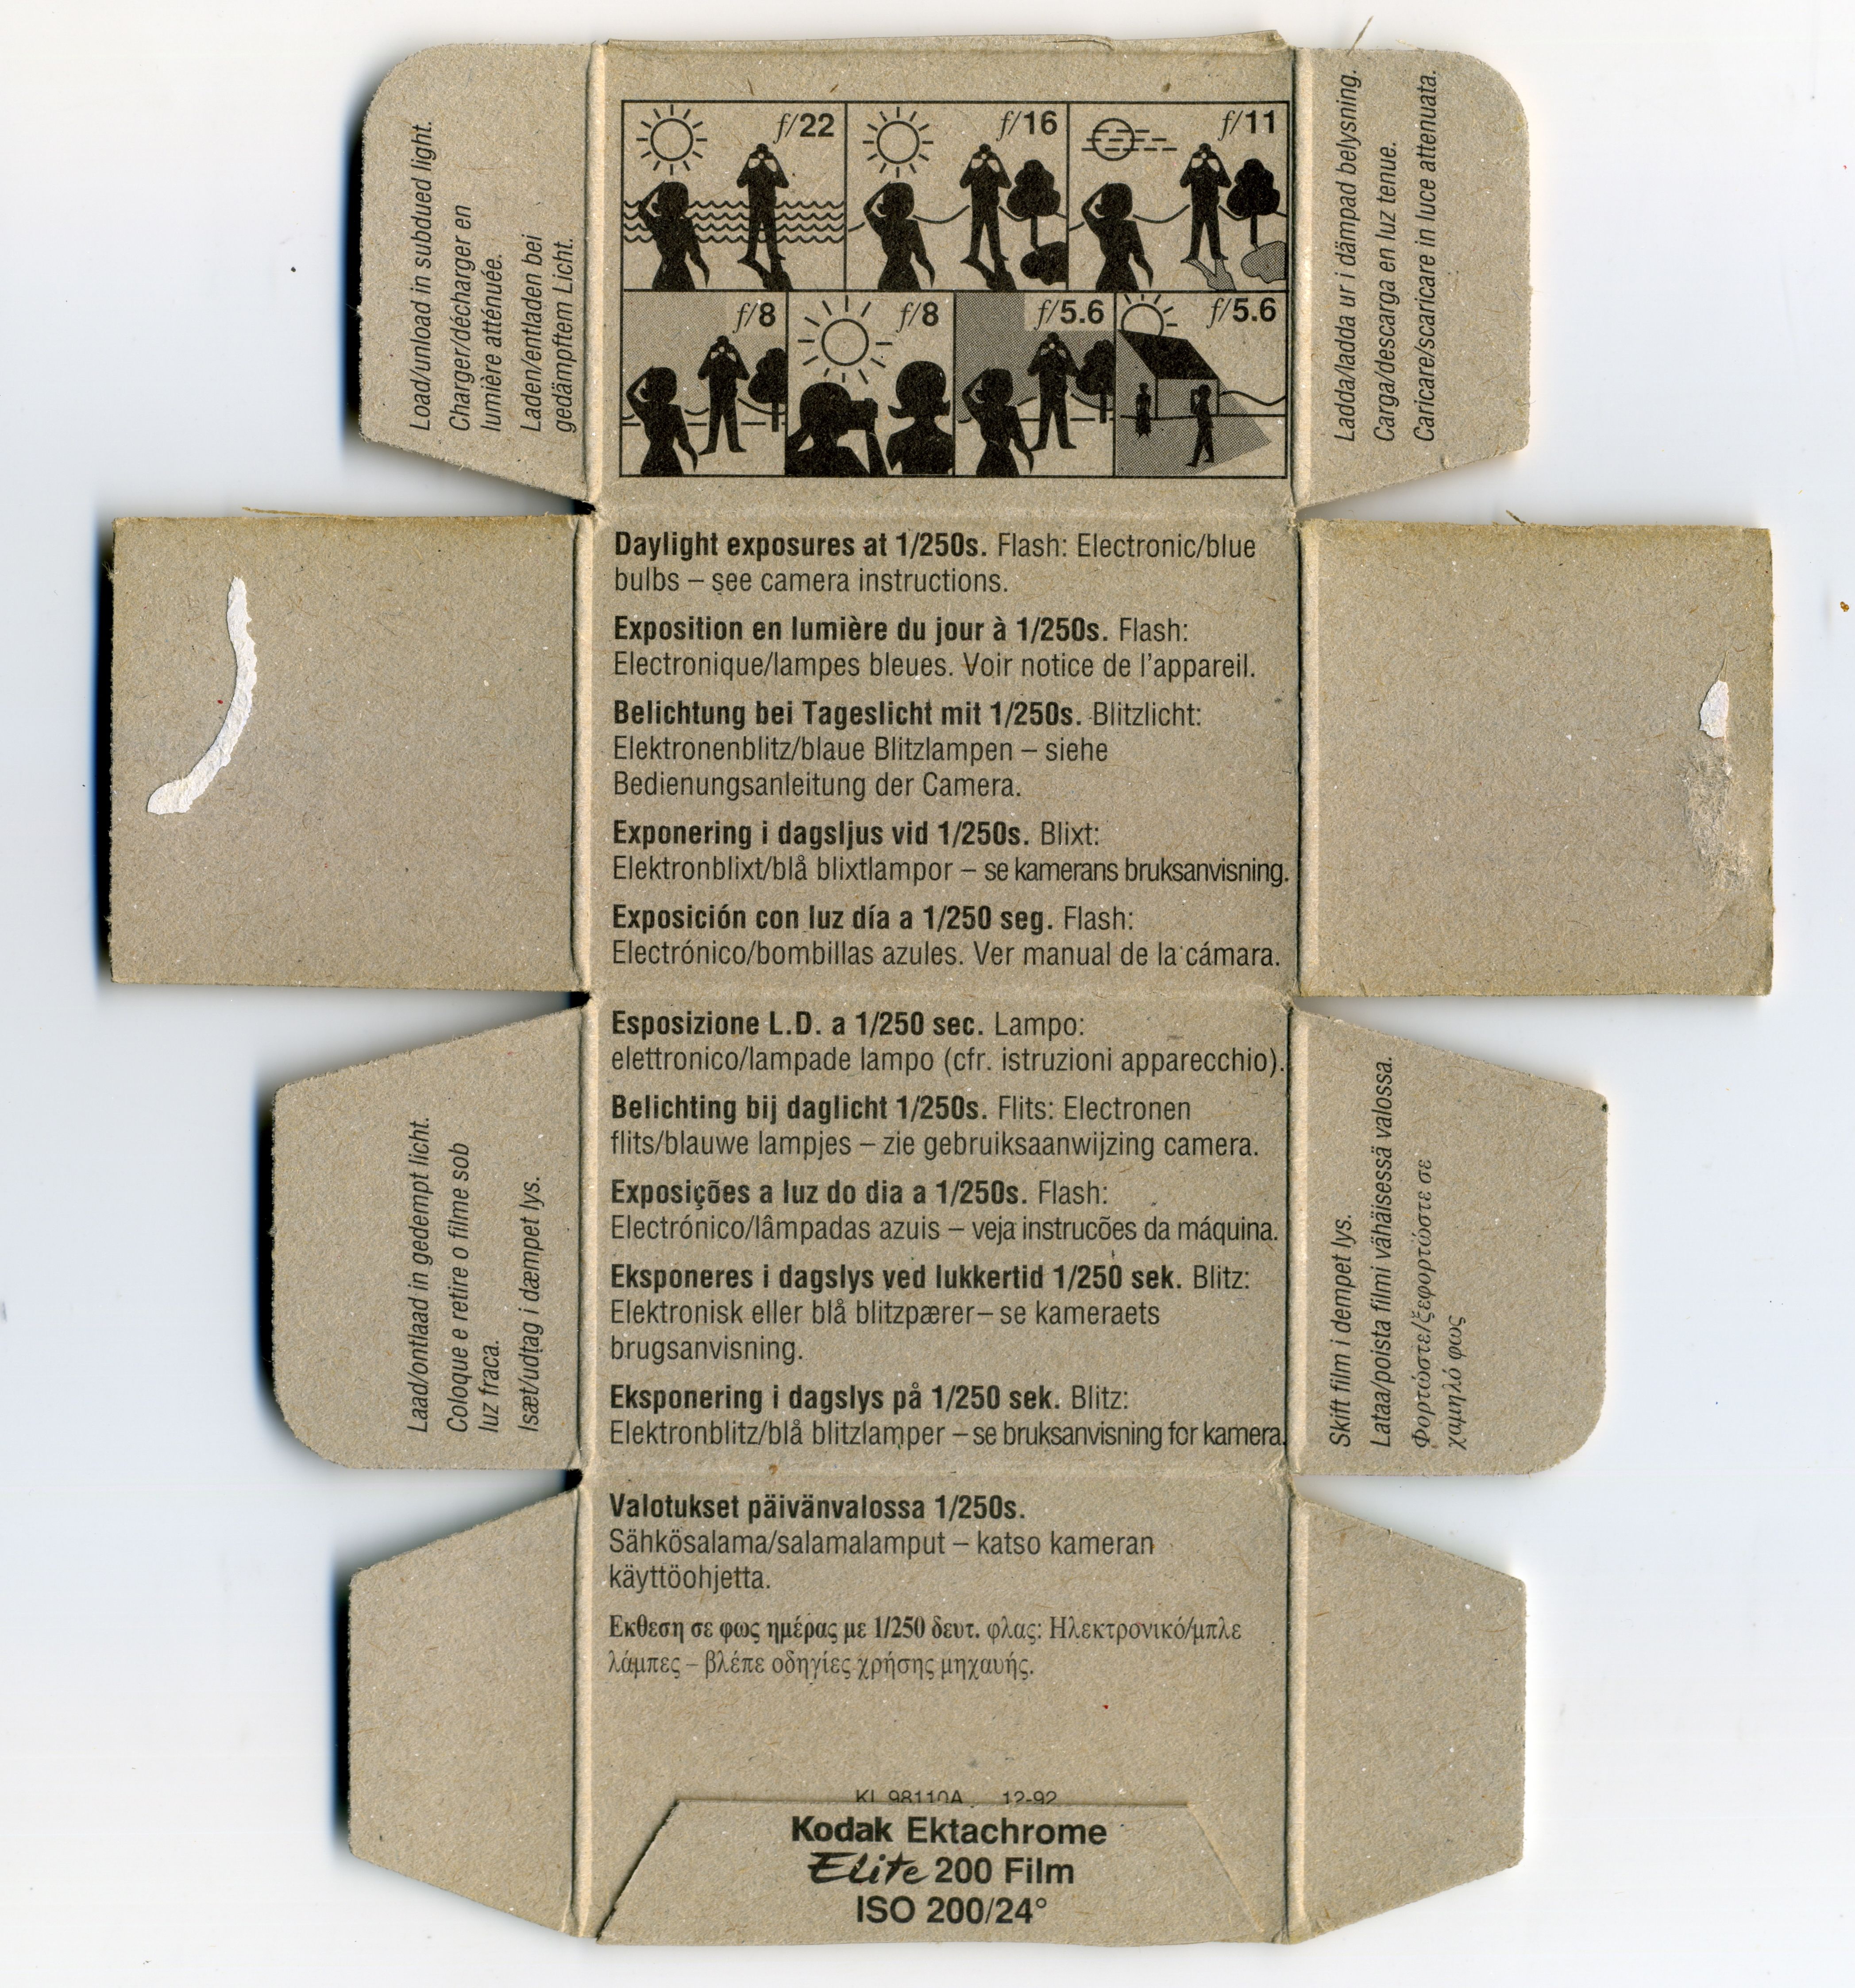 Load/unload in subdued light.
Charger/décharger en
lumière atténuée.
Laden/entladen bei
gedämpftem Licht.
f/22
f/16
f/11
f/8
f/8
f/5.6
f/5.6
Ladda/ladda ur i dämpad belysning.
Carga/descarga en luz tenue.
Caricare/scaricare in luce attenuata.
Daylight exposures at 1/250s. Flash: Electronic/blue
bulbs – see camera instructions.
Exposition en lumière du jour à 1/250s. Flash:
Electronique/lampes bleues. Voir notice de l'appareil.
Belichtung bei Tageslicht mit 1/250s. Blitzlicht:
Elektronenblitz/blaue Blitzlampen – siehe
Bedienungsanleitung der Camera.
Exponering i dagsljus vid 1/250s. Blixt:
Elektronblixt/blå blixtlampor – se kamerans bruksanvisning.
Exposición con luz día a 1/250 seg. Flash:
Electrónico/bombillas azules. Ver manual de la cámara.
Esposizione L.D. a 1/250 sec. Lampo:
elettronico/lampade lampo (cfr. istruzioni apparecchio).
Belichting bij daglicht 1/250s. Flits: Electronen
flits/blauwe lampjes – zie gebruiksaanwijzing camera.
Exposições a luz do dia a 1/250s. Flash:
Electrónico/lâmpadas azuis – veja instrucões da máquina.
Eksponeres i dagslys ved lukkertid 1/250 sek. Blitz:
Elektronisk eller blå blitzpærer– se kameraets
brugsanvisning.
Eksponering i dagslys på 1/250 sek. Blitz:
Elektronblitz/blå blitzlamper – se bruksanvisning for kamera.
Laad/ontlaad in gedempt licht.
Coloque e retire o filme sob
luz fraca.
Isæt/udtag i dæmpet lys.
Skift film i dempet lys.
Lataa/poista filmi vähäisessä valossa.
Φορτώστε/ξεφορτώστε σε
χαμηλό φως
Valotukset päivänvalossa 1/250s.
Sähkösalama/salamalamput – katso kameran
käyttöohjetta.
Εκθεση σε φως ημέρας με 1/250 δευτ. φλας: Ηλεκτρονικό/μπλε
λάμπες – βλέπε οδηγίες χρήσης μηχαυής.
KL 98110A 12-92
Kodak Ektachrome
Elite 200 Film
ISO 200/24°